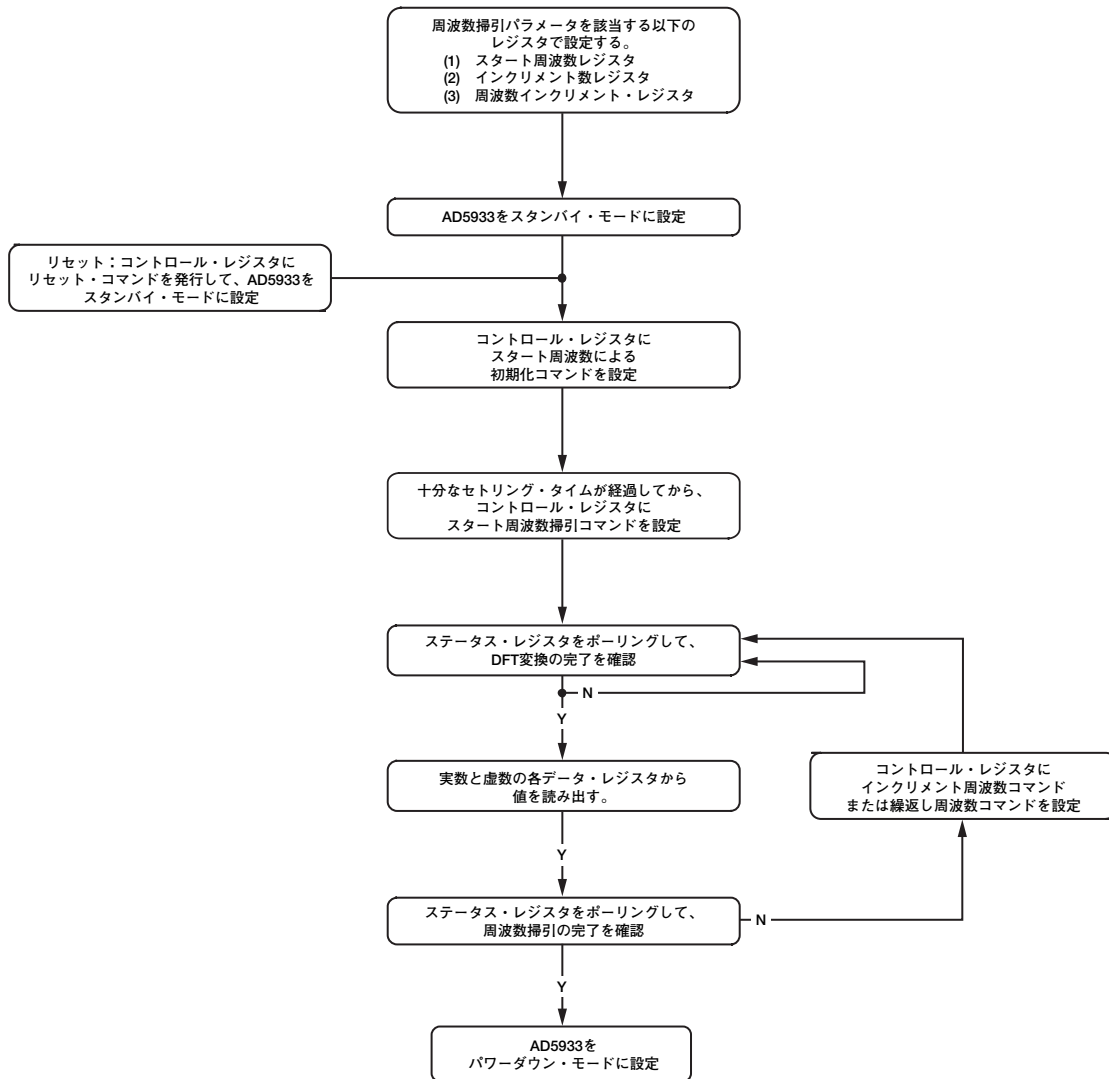 周波数掃引パラメータを該当する以下の
レジスタで設定する。
(1) スタート周波数レジスタ
(2) インクリメント数レジスタ
(3) 周波数インクリメント・レジスタ
AD5933をスタンバイ・モードに設定
リセット：コントロール・レジスタに
リセット・コマンドを発行して、AD5933を
スタンバイ・モードに設定
コントロール・レジスタに
スタート周波数による
初期化コマンドを設定
十分なセトリング・タイムが経過してから、
コントロール・レジスタに
スタート周波数掃引コマンドを設定
ステータス・レジスタをポーリングして、
DFT変換の完了を確認
N
Y
実数と虚数の各データ・レジスタから
値を読み出す。
コントロール・レジスタに
インクリメント周波数コマンド
または繰返し周波数コマンドを設定
Y
ステータス・レジスタをポーリングして、
周波数掃引の完了を確認
N
Y
AD5933を
パワーダウン・モードに設定